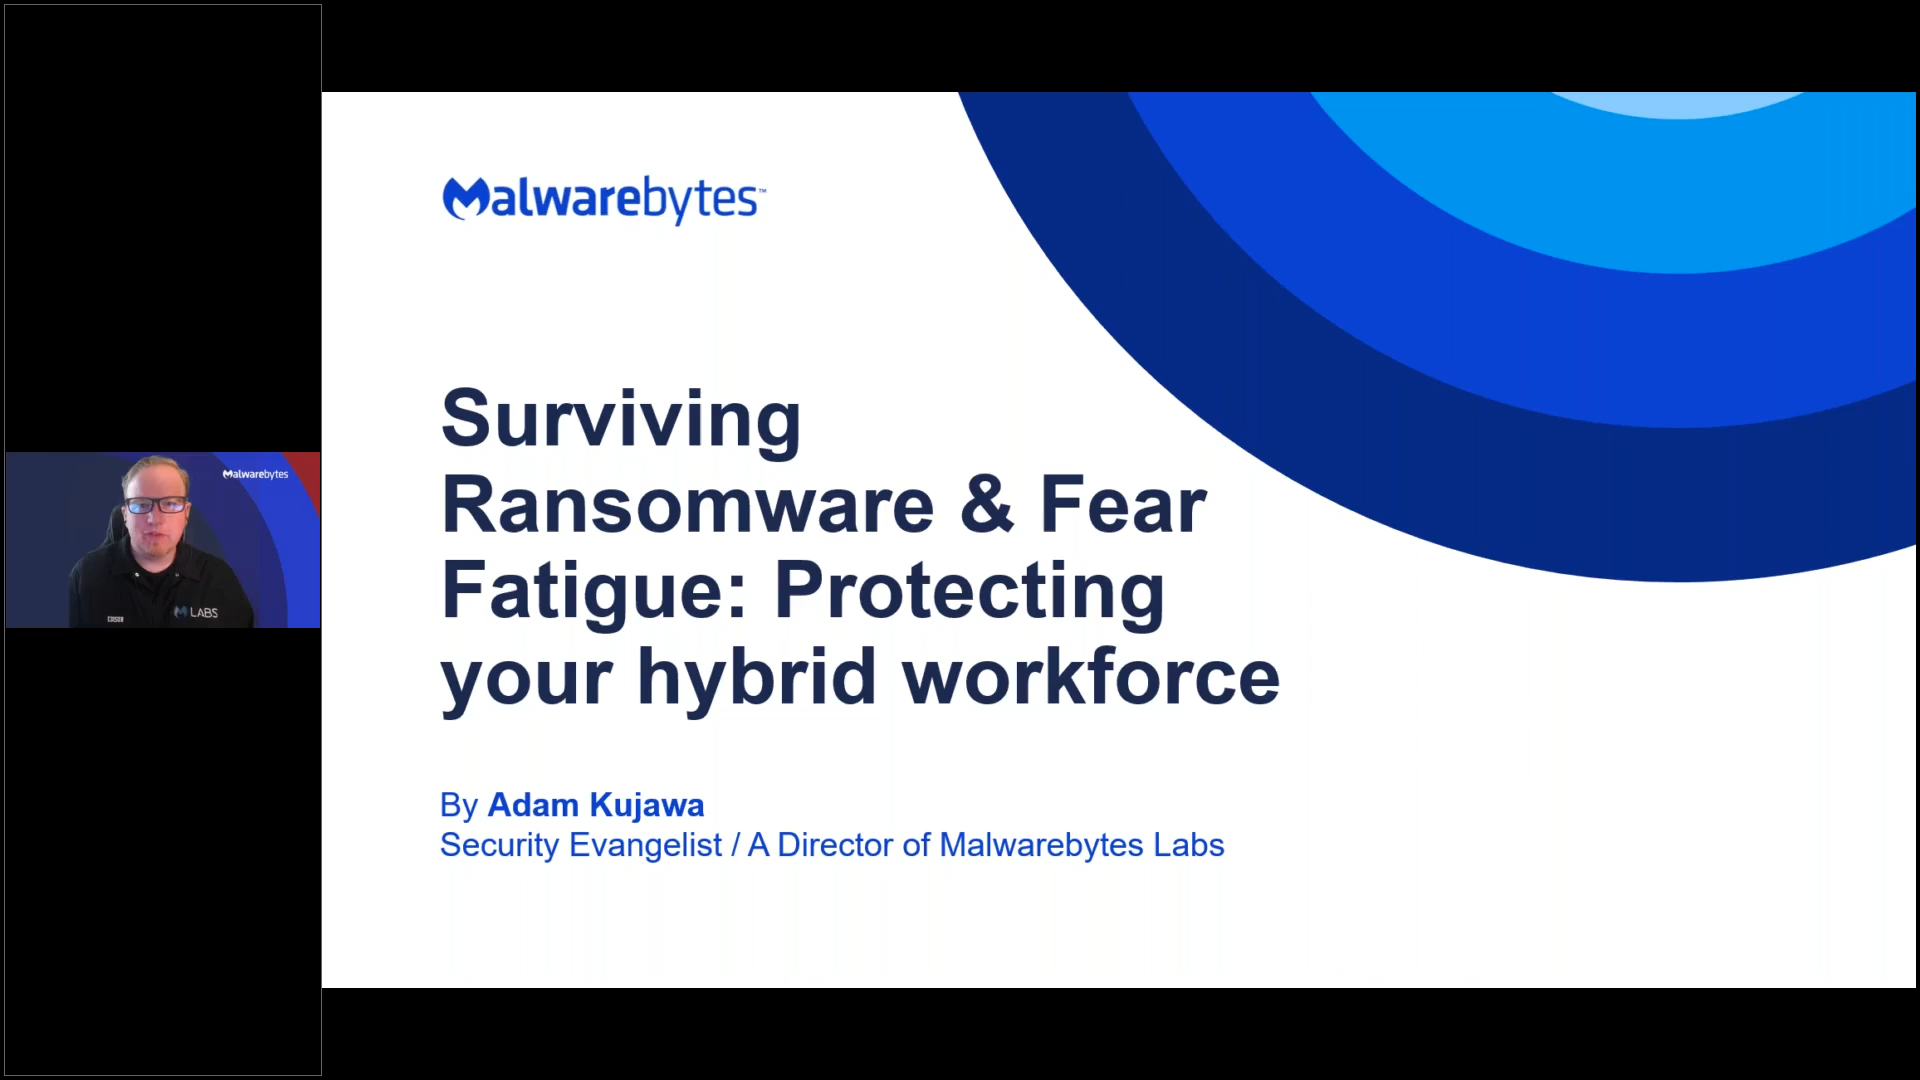 Malwarebytes™
Surviving
Ransomware & Fear
Fatigue: Protecting
your hybrid workforce
By Adam Kujawa
Security Evangelist / A Director of Malwarebytes Labs
Malwarebytes
LABS